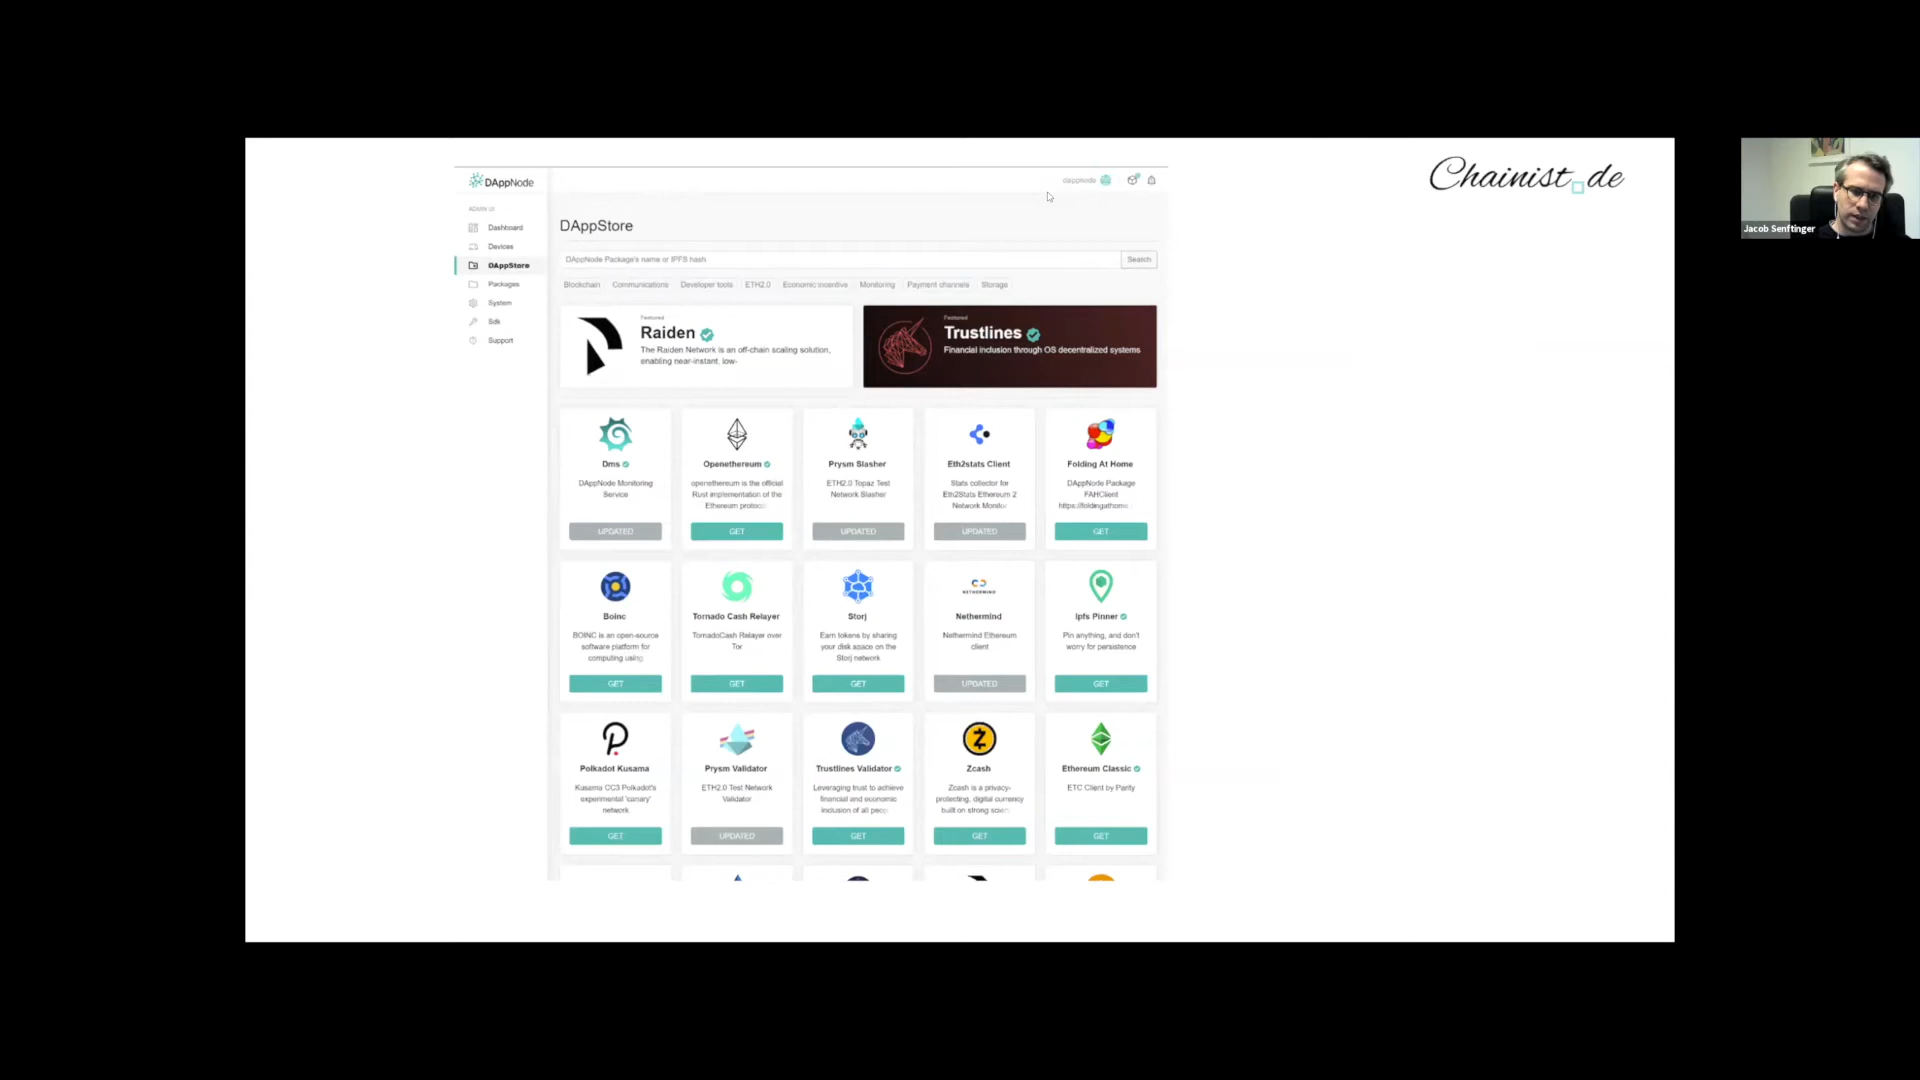 Chainist.de
Jacob Senftinger
DAppNode
dappnode
ADMIN UI
Dashboard
Devices
DAppStore
Packages
System
Sdk
Support
DAppStore
DAppNode Package's name or IPFS hash
Search
Blockchain Communications Developer tools ETH2.0 Economic incentive Monitoring Payment channels Storage
Featured
Raiden
The Raiden Network is an off-chain scaling solution,
enabling near-instant, low-
Featured
Trustlines
Financial inclusion through OS decentralized systems
Dms
DAppNode Monitoring
Service
UPDATED
Openethereum
openethereum is the official
Rust implementation of the
Ethereum protoco
GET
Prysm Slasher
ETH2.0 Topaz Test
Network Slasher
UPDATED
Eth2stats Client
Stats collector for
Eth2Stats Ethereum 2
Network Monito
UPDATED
Folding At Home
DAppNode Package
FAHClient
https://foldingathome.
GET
Boinc
BOINC is an open-source
software platform for
computing using
GET
Tornado Cash Relayer
TornadoCash Relayer over
Tor
GET
Storj
Earn tokens by sharing
your disk space on the
Storj network
GET
NETHERMIND
Nethermind
Nethermind Ethereum
client
UPDATED
Ipfs Pinner
Pin anything, and don't
worry for persistence
GET
Polkadot Kusama
Kusama CC3 Polkadot's
experimental 'canary'
network
GET
Prysm Validator
ETH2.0 Test Network
Validator
UPDATED
Trustlines Validator
Leveraging trust to achieve
financial and economic
inclusion of all peop
GET
Zcash
Zcash is a privacy-
protecting, digital currency
built on strong scien
GET
Ethereum Classic
ETC Client by Parity
GET